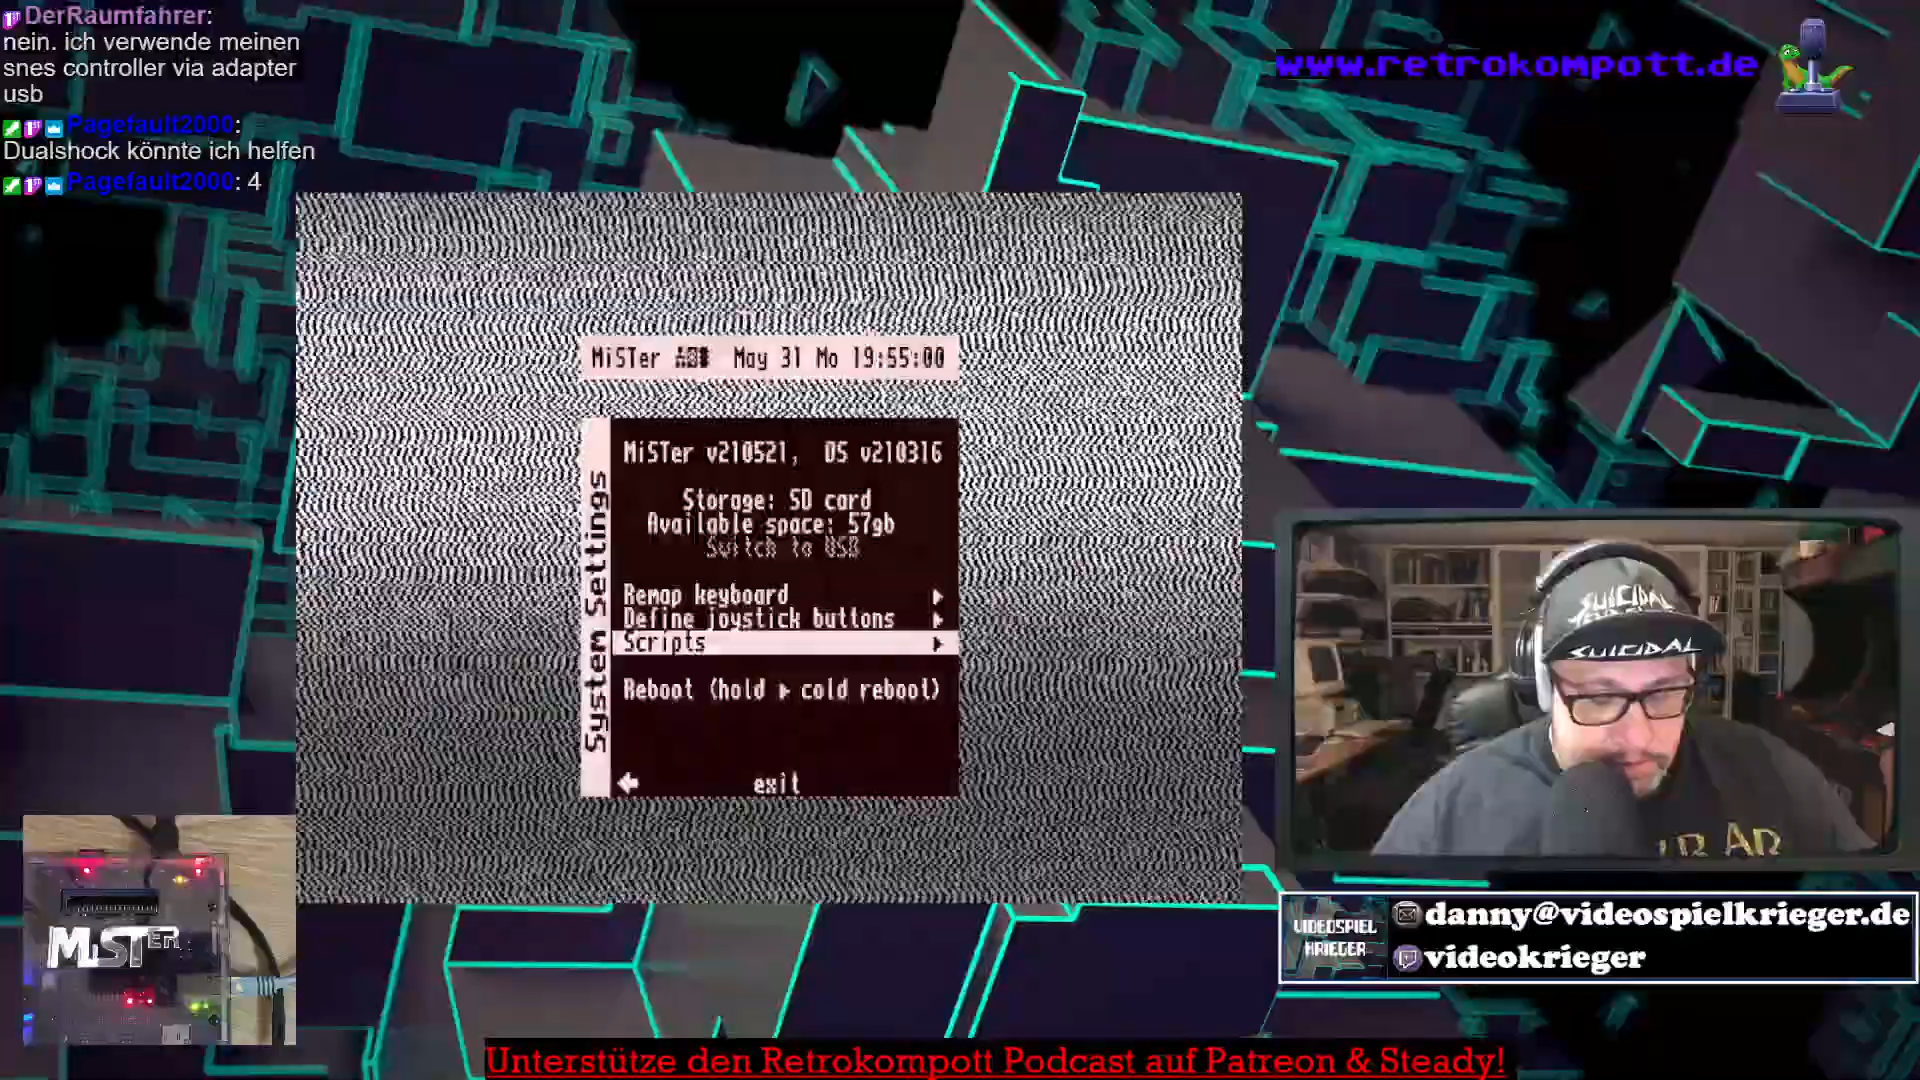 DerRaumfahrer:
nein. ich verwende meinen
snes controller via adapter
usb
Pagefault2000:
Dualshock könnte ich helfen
Pagefault2000: 4
www.retrokompott.de
MiSTer May 31 Mo 19:55:00
System Settings
MiSTer v210521, OS v210316
Storage: SD card
Available space: 57gb
Switch to USB
Remap keyboard
Define joystick buttons
Scripts
Reboot (hold ▶ cold reboot)
exit
SUICIDAL
SUICIDAL
MiSTER
VIDEOSPIEL
KRIEGER
danny@videospielkrieger.de
videokrieger
Unterstütze den Retrokompott Podcast auf Patreon & Steady!